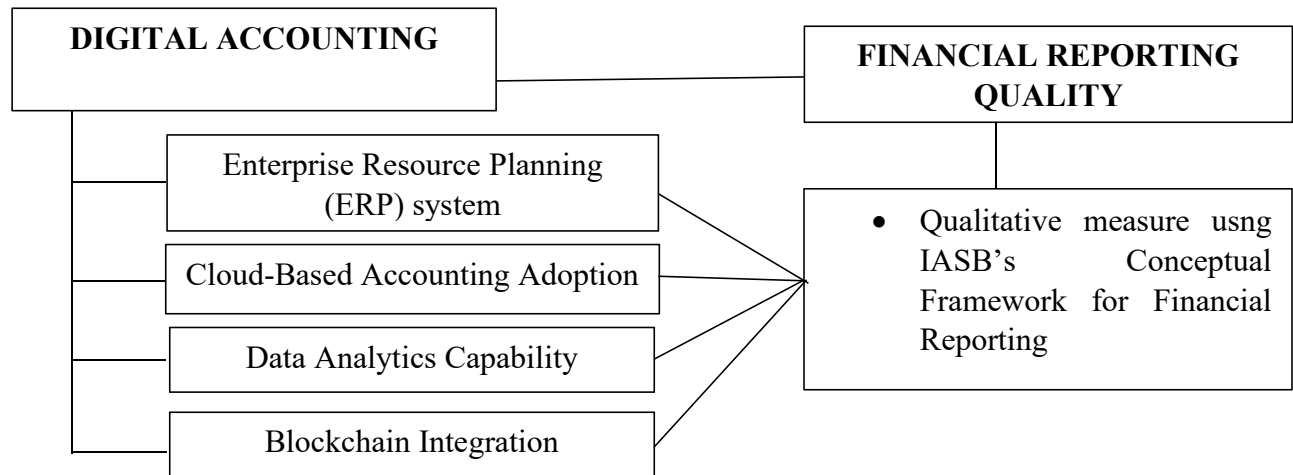 DIGITAL ACCOUNTING
FINANCIAL REPORTING
QUALITY
Enterprise Resource Planning
(ERP) system
Cloud-Based Accounting Adoption
Data Analytics Capability
Blockchain Integration
• Qualitative measure usng
IASB’s Conceptual
Framework for Financial
Reporting